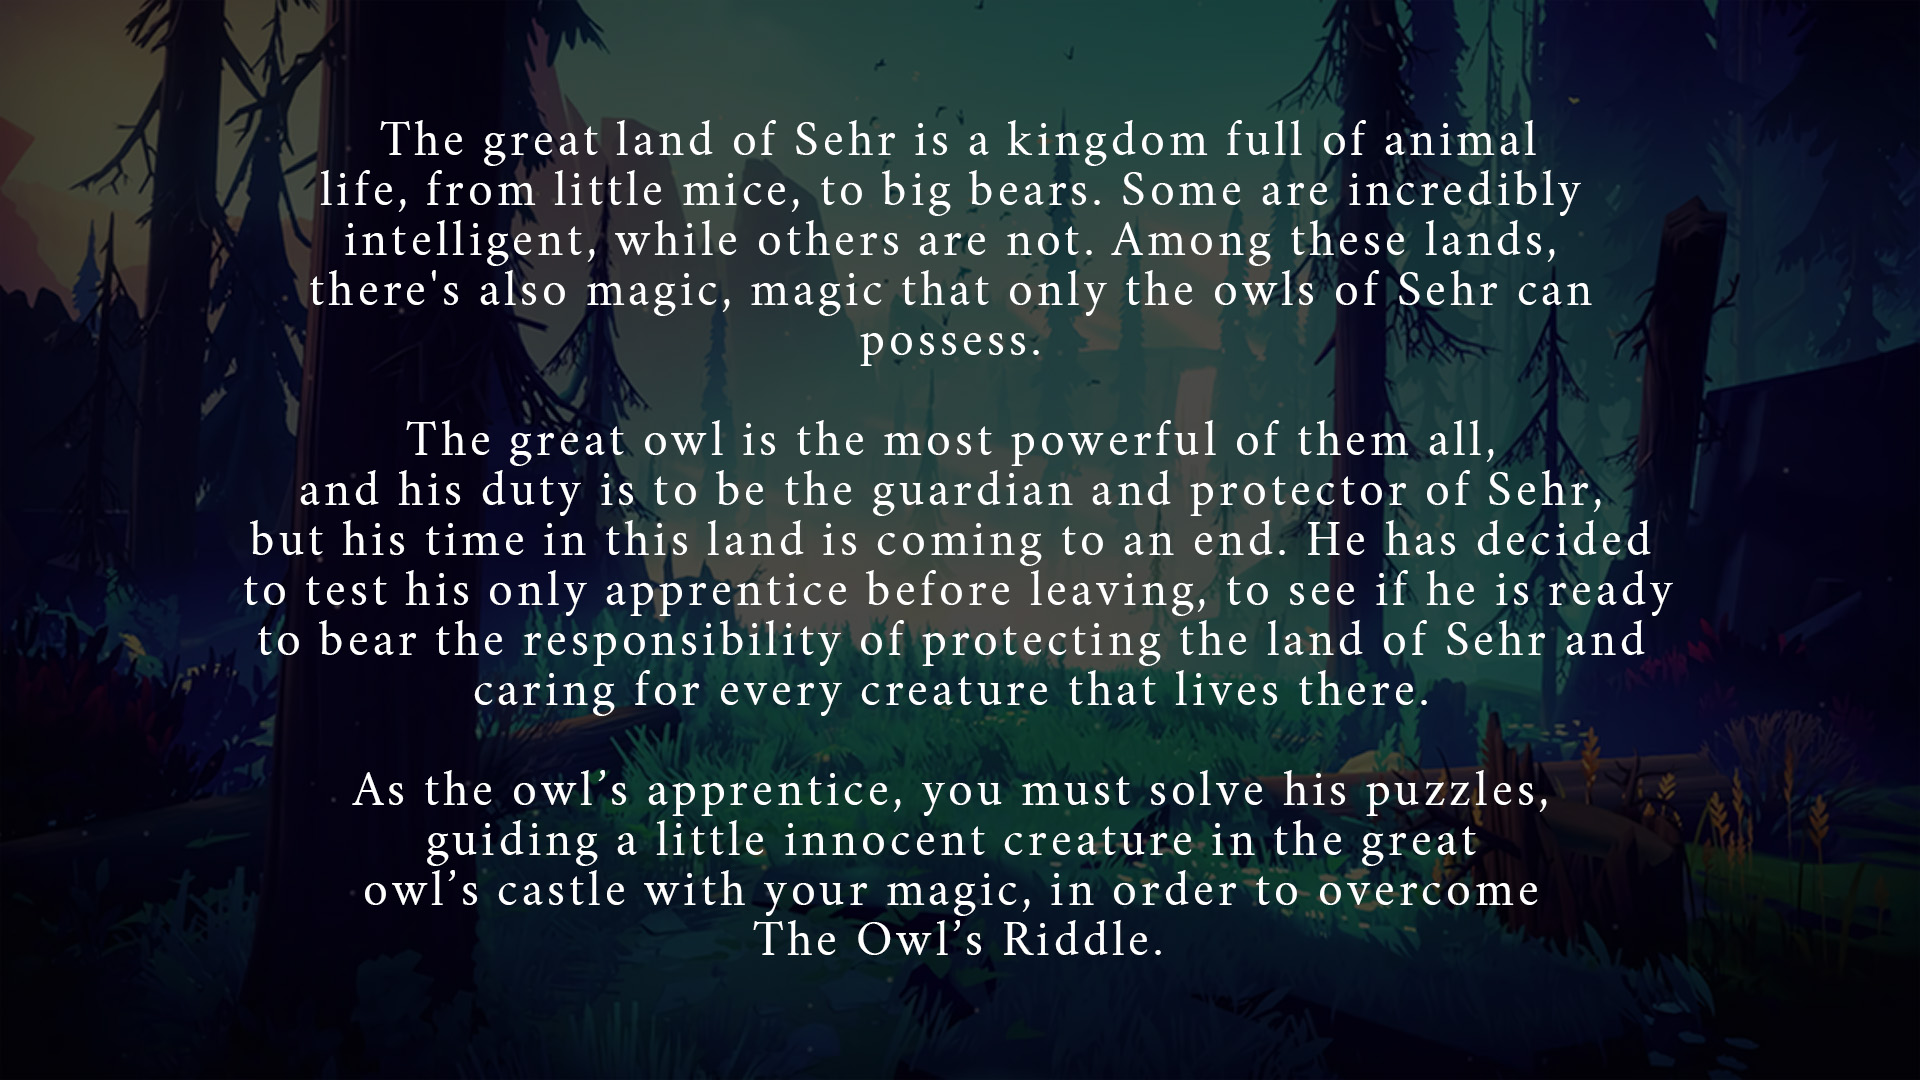 The great land of Sehr is a kingdom full of animal
life, from little mice, to big bears. Some are incredibly
intelligent, while others are not. Among these lands,
there's also magic, magic that only the owls of Sehr can
possess.
The great owl is the most powerful of them all,
and his duty is to be the guardian and protector of Sehr,
but his time in this land is coming to an end. He has decided
to test his only apprentice before leaving, to see if he is ready
to bear the responsibility of protecting the land of Sehr and
caring for every creature that lives there.
As the owl’s apprentice, you must solve his puzzles,
guiding a little innocent creature in the great
owl’s castle with your magic, in order to overcome
The Owl’s Riddle.